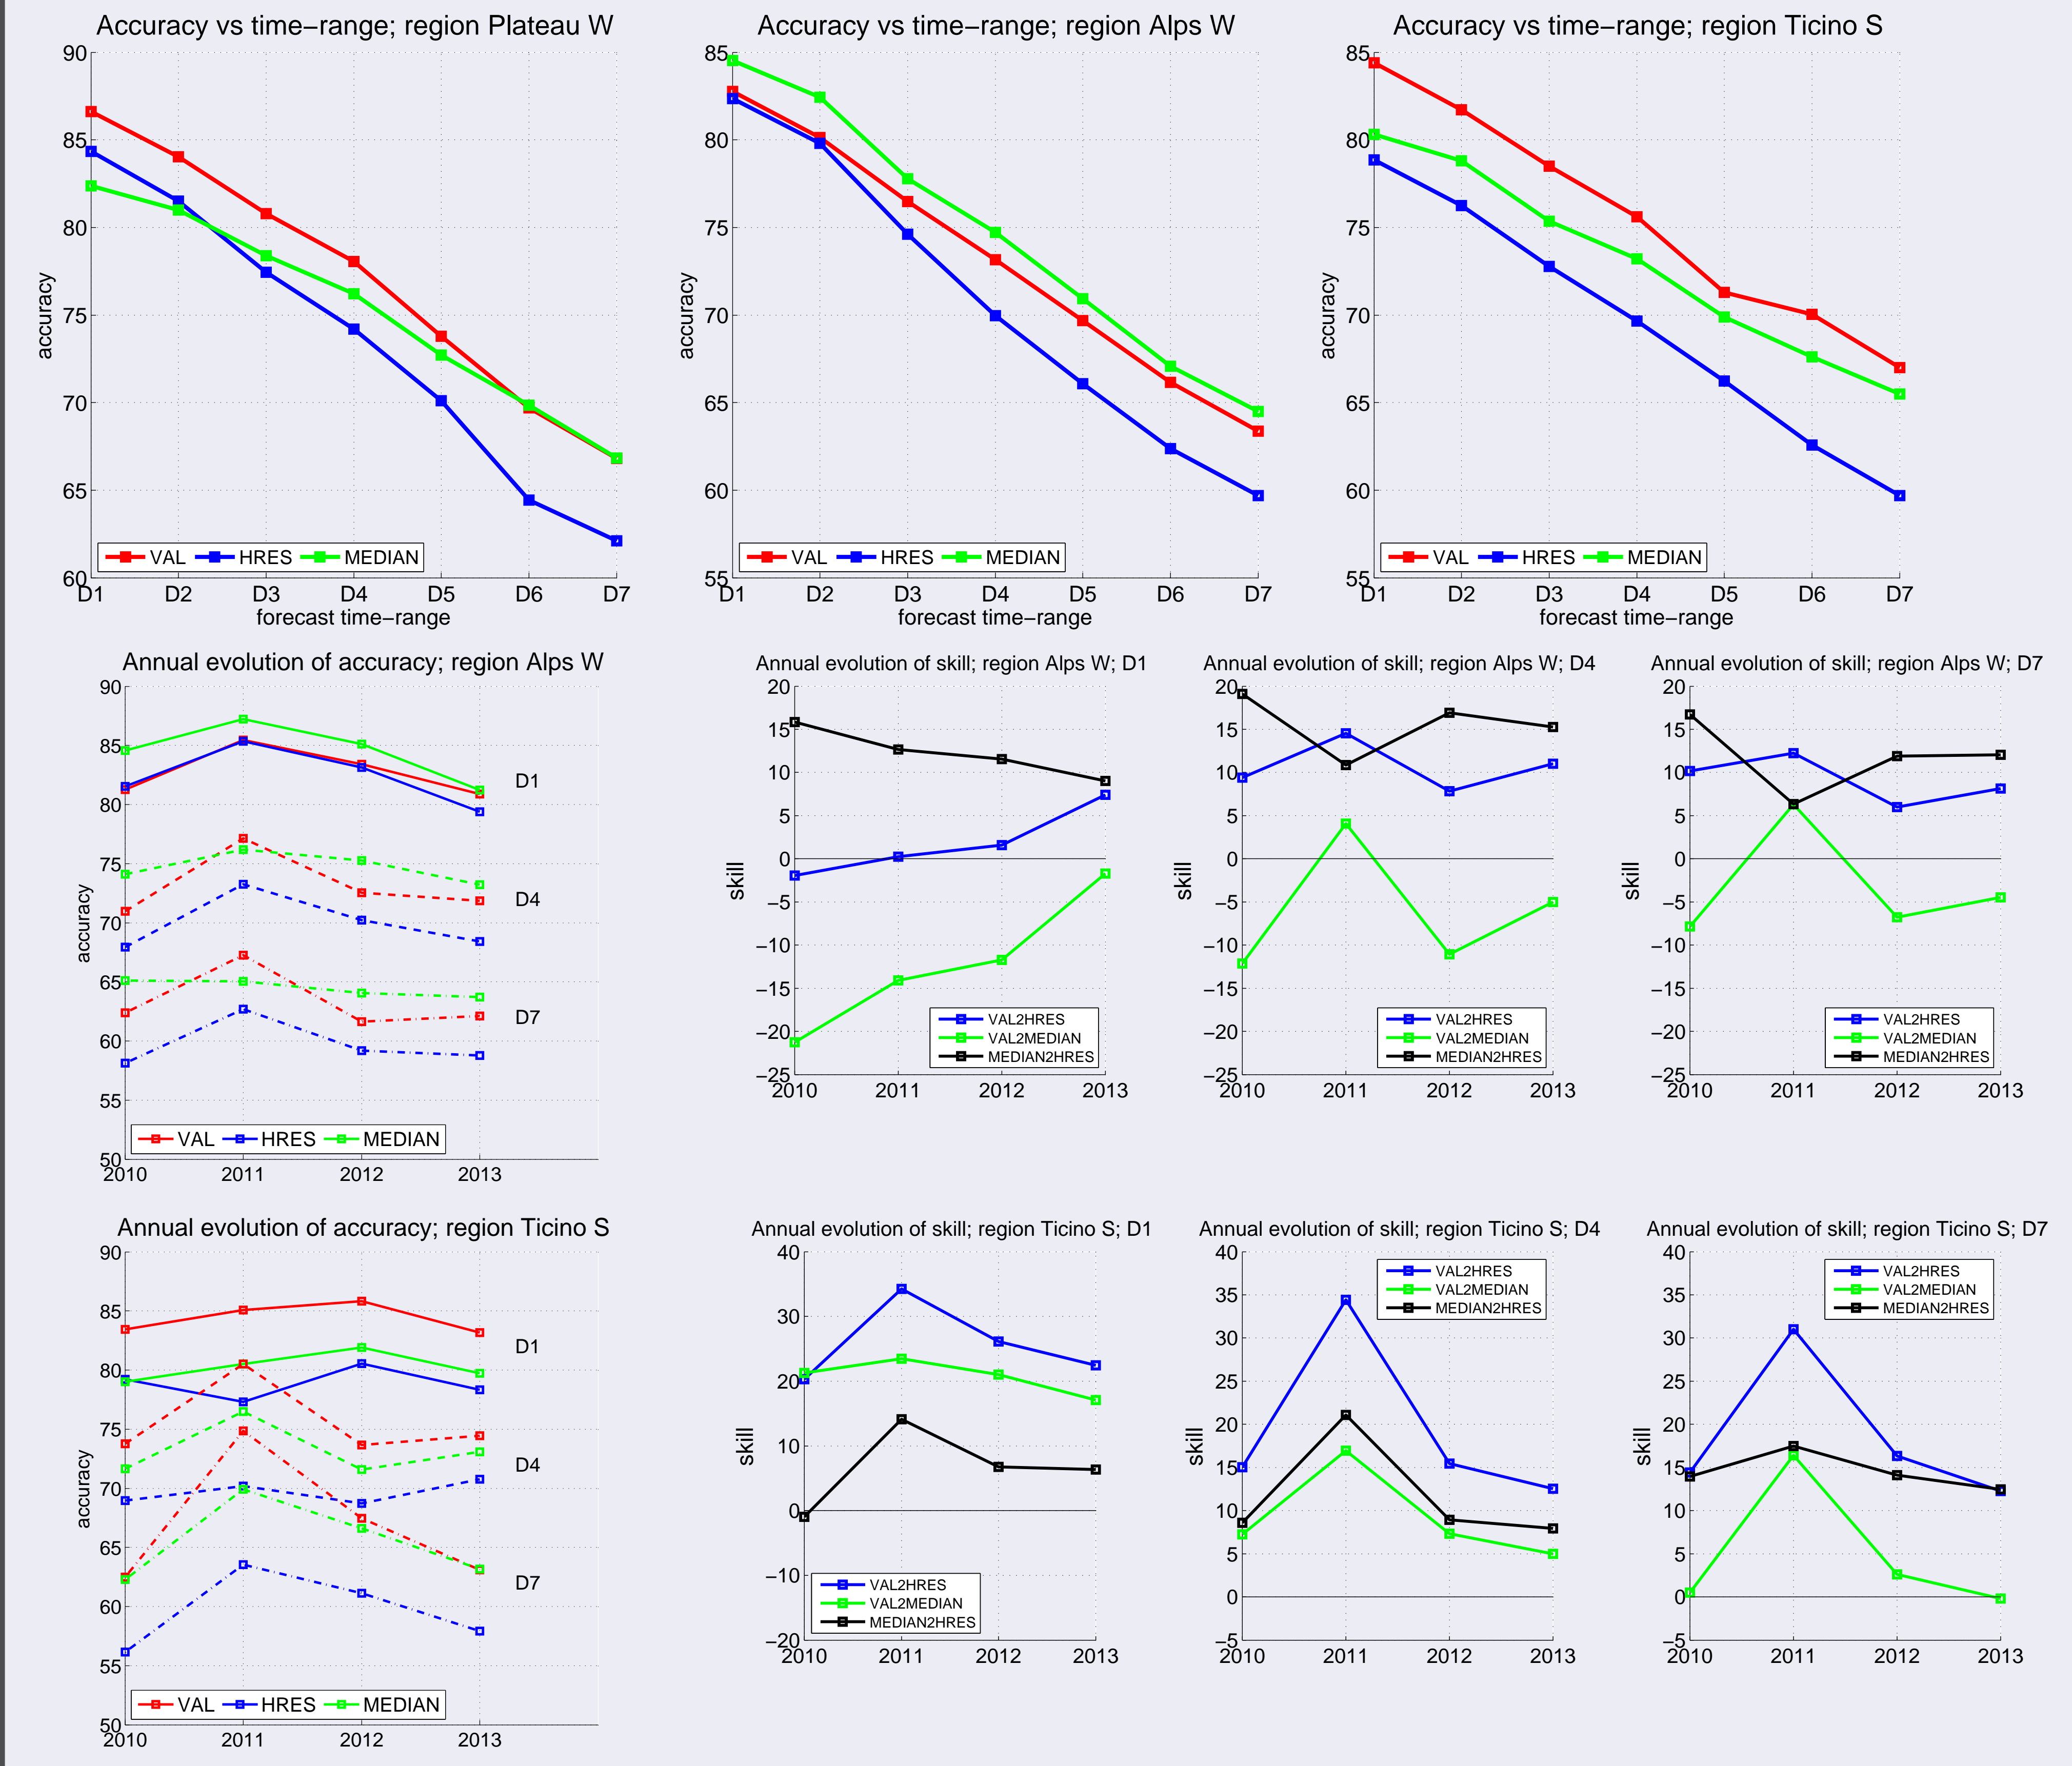 Accuracy vs time−range; region Plateau W
90
85
80
75
70
65
60
accuracy
VAL HRES MEDIAN
D1 D2 D3 D4 D5 D6 D7
forecast time−range
Accuracy vs time−range; region Alps W
85
80
75
70
65
60
55
accuracy
VAL HRES MEDIAN
D1 D2 D3 D4 D5 D6 D7
forecast time−range
Accuracy vs time−range; region Ticino S
85
80
75
70
65
60
55
accuracy
VAL HRES MEDIAN
D1 D2 D3 D4 D5 D6 D7
forecast time−range
Annual evolution of accuracy; region Alps W
90
85
80
75
70
65
60
55
50
accuracy
D1
D4
D7
VAL HRES MEDIAN
2010 2011 2012 2013
Annual evolution of skill; region Alps W; D1
20
15
10
5
0
−5
−10
−15
−20
−25
skill
VAL2HRES
VAL2MEDIAN
MEDIAN2HRES
2010 2011 2012 2013
Annual evolution of skill; region Alps W; D4
20
15
10
5
0
−5
−10
−15
−20
−25
skill
VAL2HRES
VAL2MEDIAN
MEDIAN2HRES
2010 2011 2012 2013
Annual evolution of skill; region Alps W; D7
20
15
10
5
0
−5
−10
−15
−20
−25
skill
VAL2HRES
VAL2MEDIAN
MEDIAN2HRES
2010 2011 2012 2013
Annual evolution of accuracy; region Ticino S
90
85
80
75
70
65
60
55
50
accuracy
D1
D4
D7
VAL HRES MEDIAN
2010 2011 2012 2013
Annual evolution of skill; region Ticino S; D1
40
30
20
10
0
−10
−20
skill
VAL2HRES
VAL2MEDIAN
MEDIAN2HRES
2010 2011 2012 2013
Annual evolution of skill; region Ticino S; D4
40
35
30
25
20
15
10
5
0
−5
skill
VAL2HRES
VAL2MEDIAN
MEDIAN2HRES
2010 2011 2012 2013
Annual evolution of skill; region Ticino S; D7
40
35
30
25
20
15
10
5
0
−5
skill
VAL2HRES
VAL2MEDIAN
MEDIAN2HRES
2010 2011 2012 2013